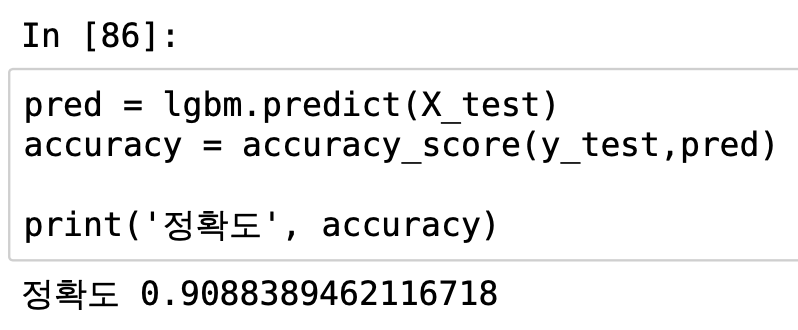 In [86]:
pred = lgbm.predict(X_test)
accuracy = accuracy_score(y_test,pred)
print('정확도', accuracy)
정확도 0.9088389462116718